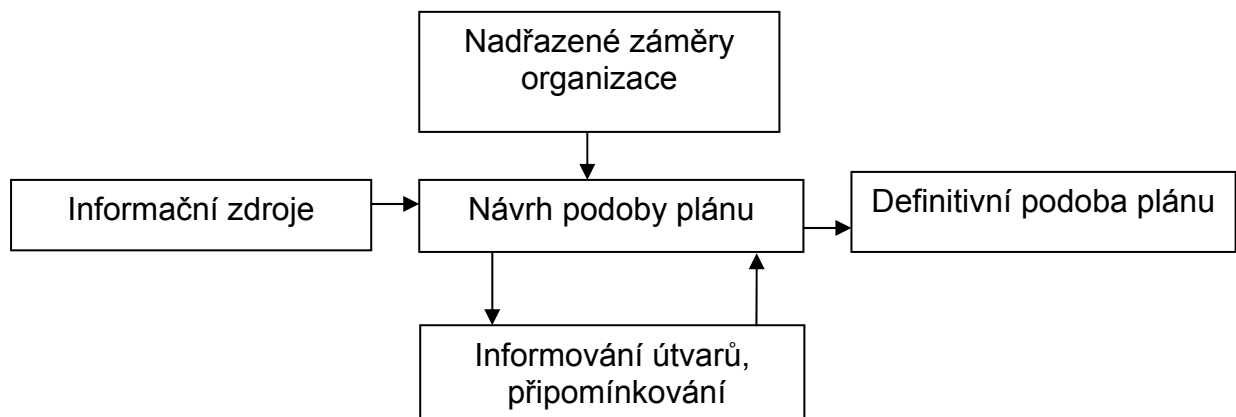 Nadřazené záměry
organizace
Informační zdroje
Návrh podoby plánu
Definitivní podoba plánu
Informování útvarů,
připomínkování